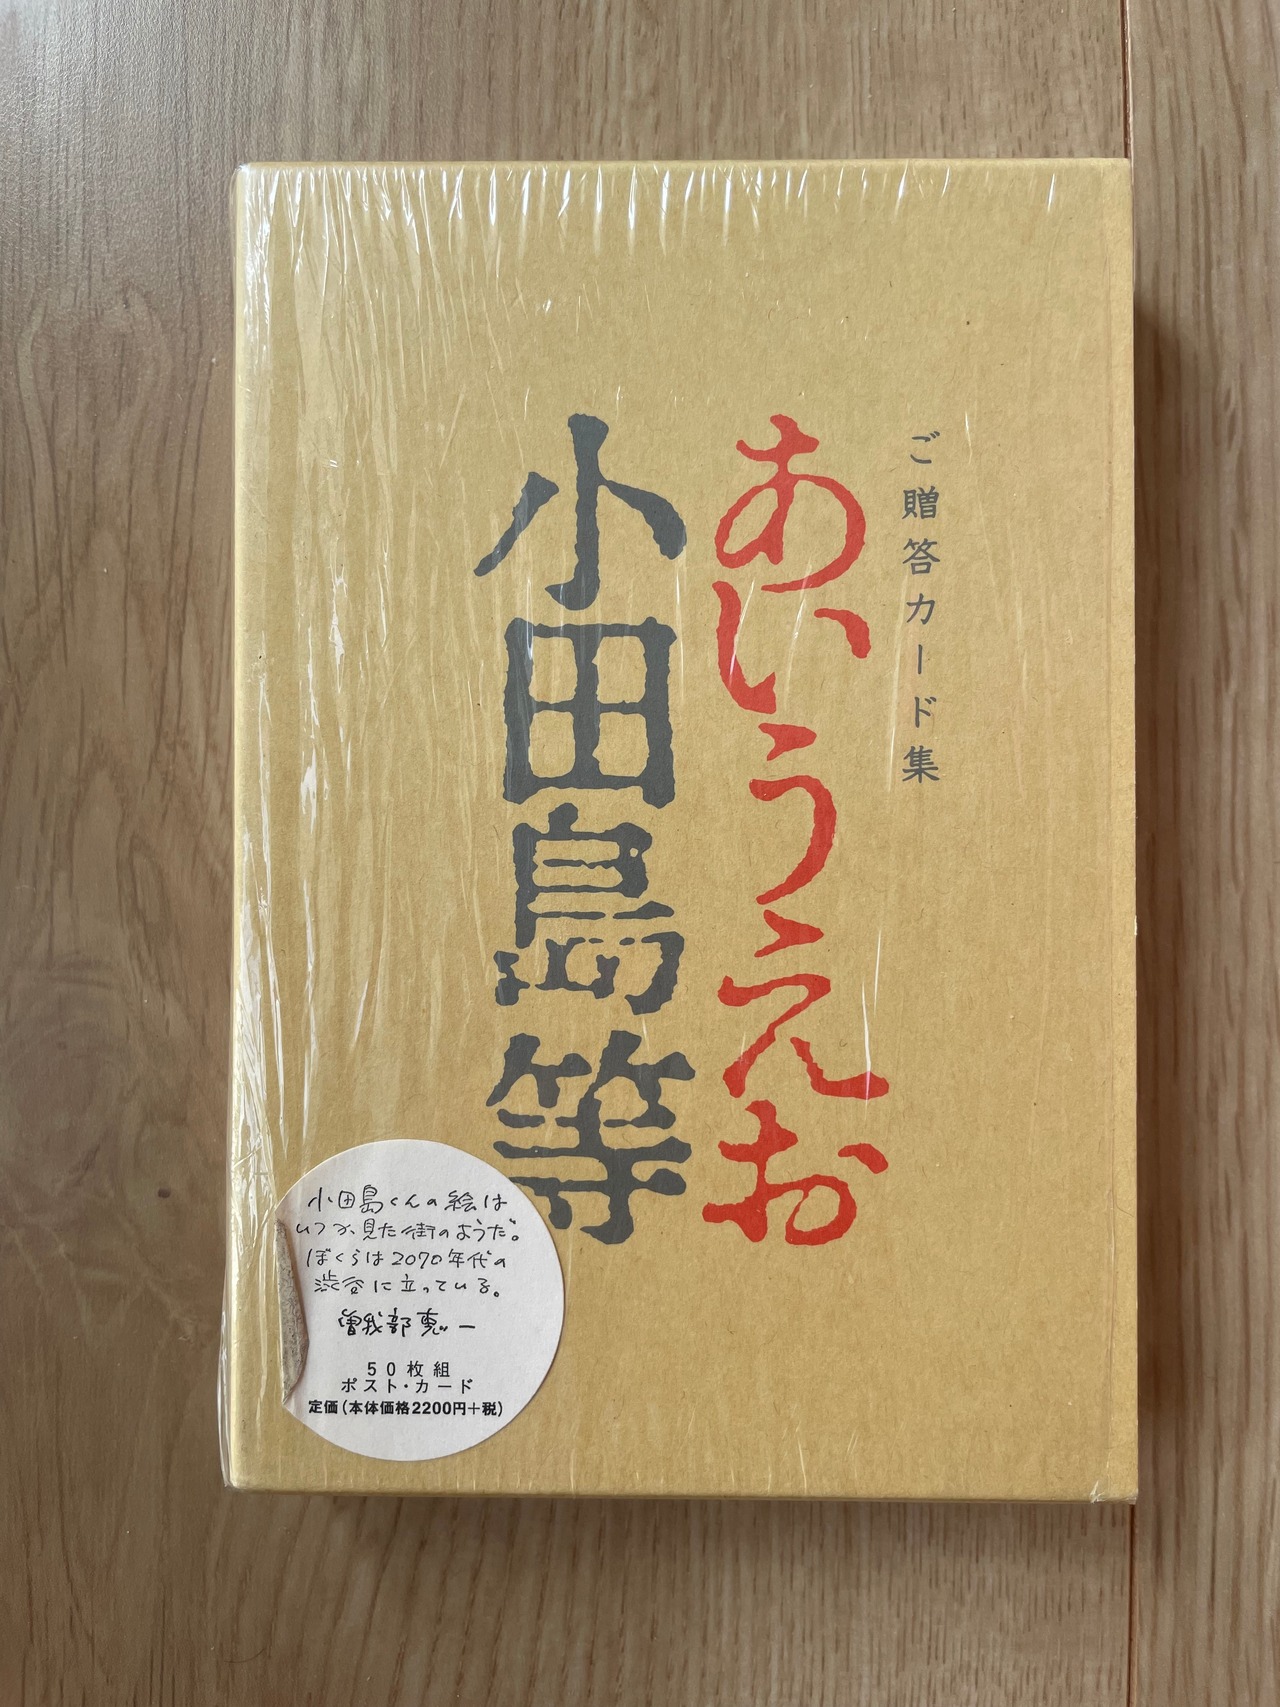 ご贈答カード集
あいうえお
小田島等
小田島くんの絵は
いつか見た街のようだ。
ぼくらは2070年代の
渋谷に立っている。
曽我部恵一
50枚組
ポスト・カード
定価(本体価格2200円+税)